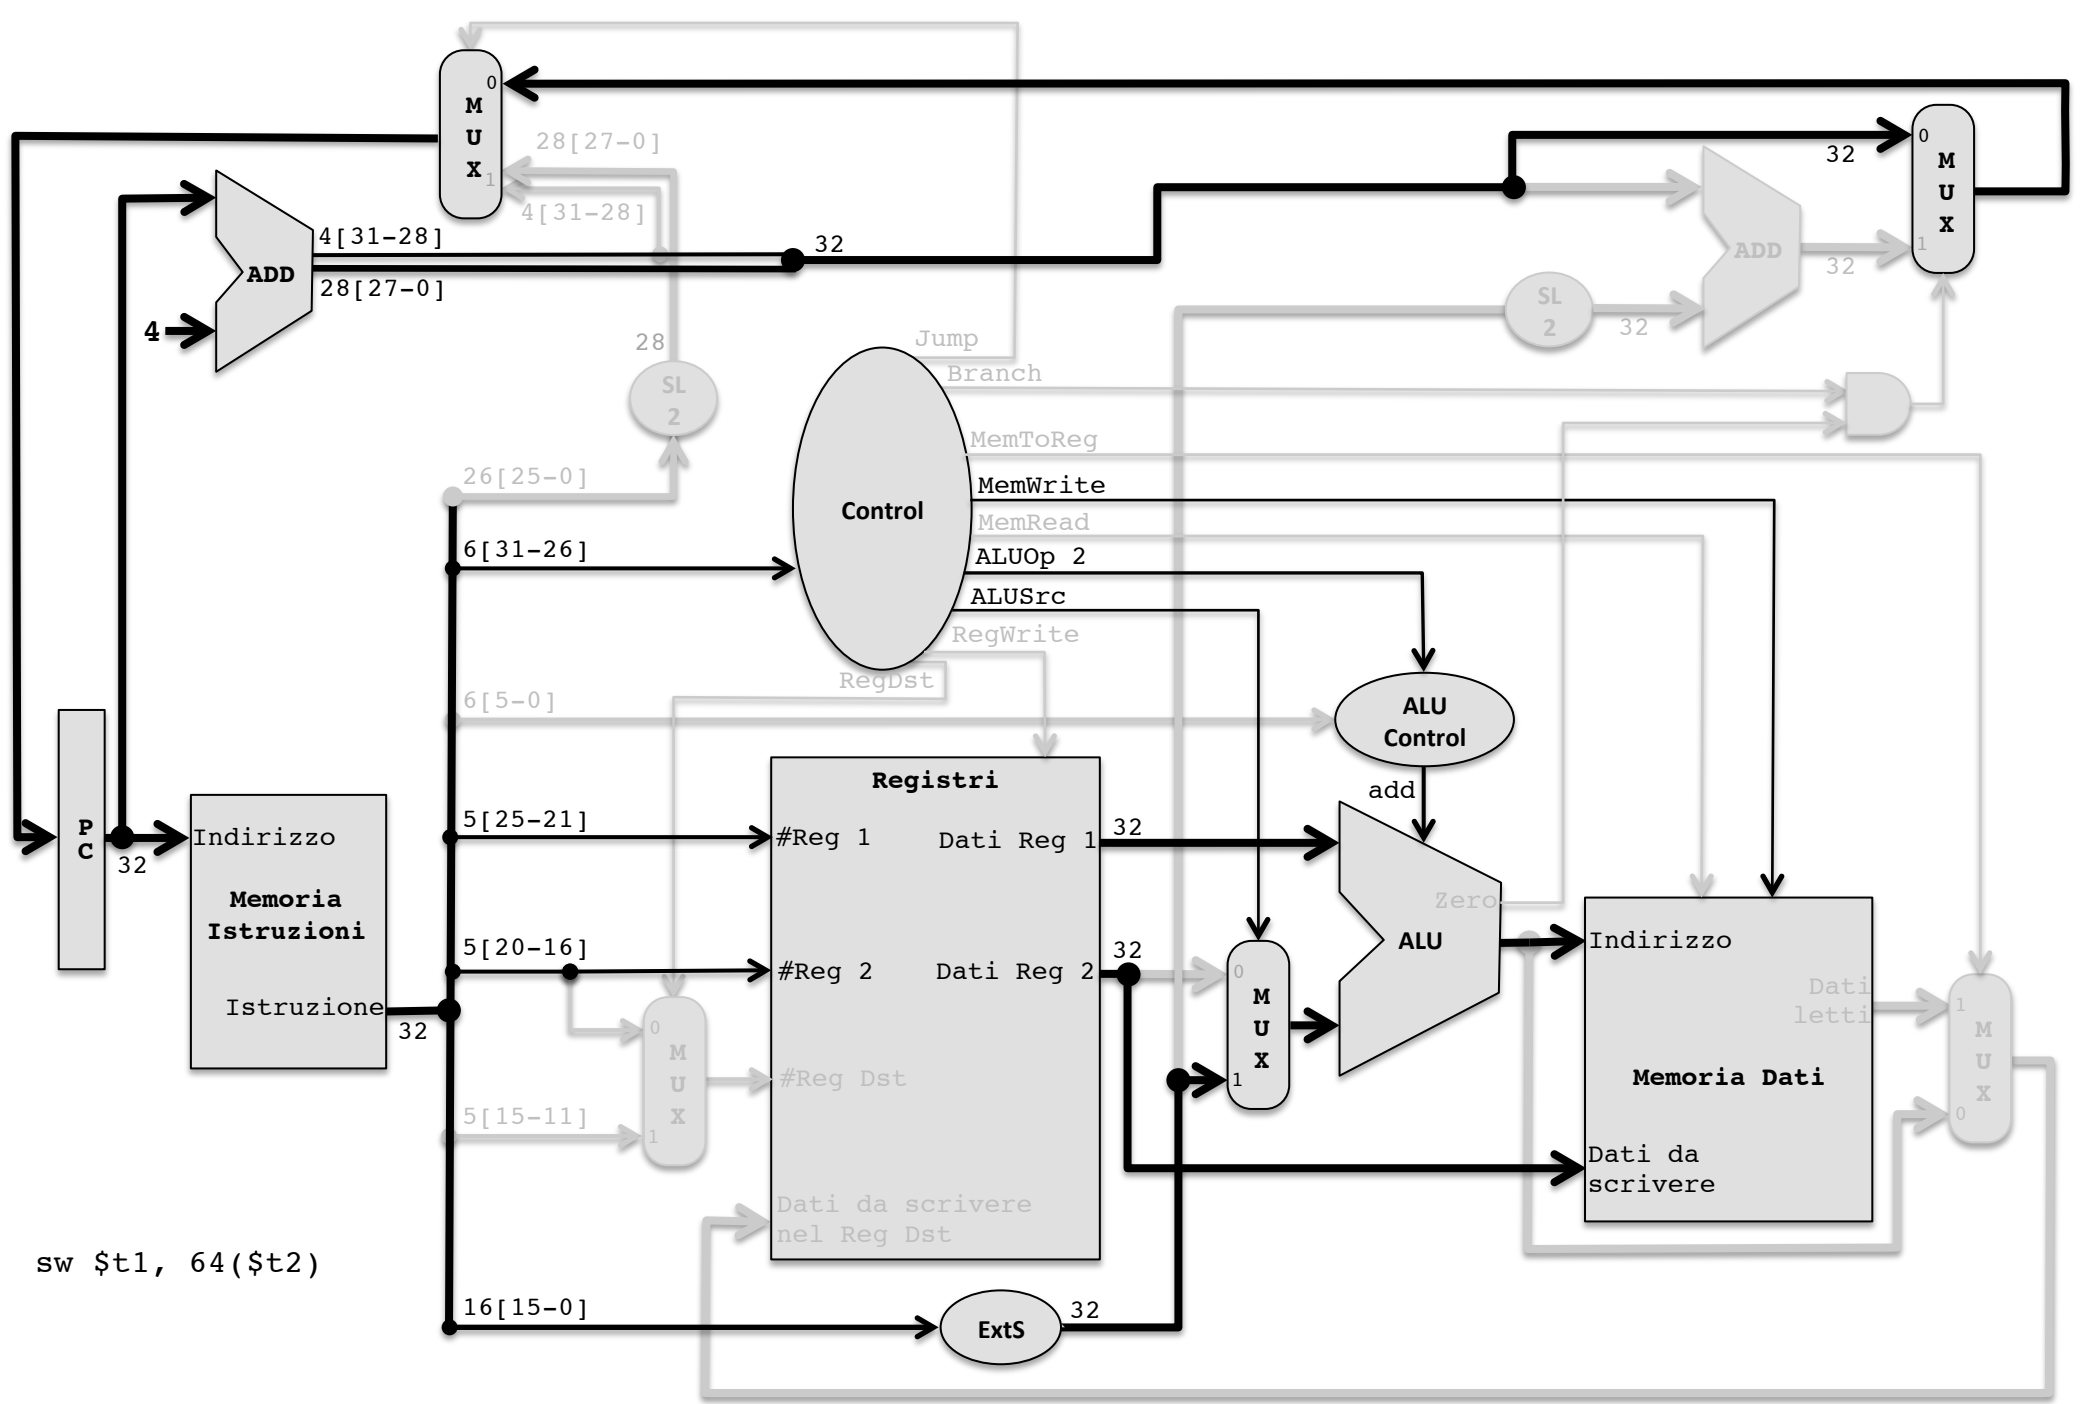 0
M
U
X
1
28[27-0]
4[31-28]
4[31-28]
32
ADD
28[27-0]
4
0
32
M
U
X
1
ADD
32
SL
2
32
28
SL
2
Jump
Branch
MemToReg
MemWrite
MemRead
ALUOp 2
ALUSrc
RegWrite
RegDst
Control
26[25-0]
6[31-26]
6[5-0]
ALU
Control
add
P
C
32
Indirizzo
Memoria
Istruzioni
Istruzione
32
5[25-21]
5[20-16]
5[15-11]
0
M
U
X
1
Registri
#Reg 1
Dati Reg 1
32
#Reg 2
Dati Reg 2
32
#Reg Dst
Dati da scrivere
nel Reg Dst
0
M
U
X
1
Zero
ALU
Indirizzo
Dati
letti
Memoria Dati
Dati da
scrivere
1
M
U
X
0
sw $t1, 64($t2)
16[15-0]
ExtS
32